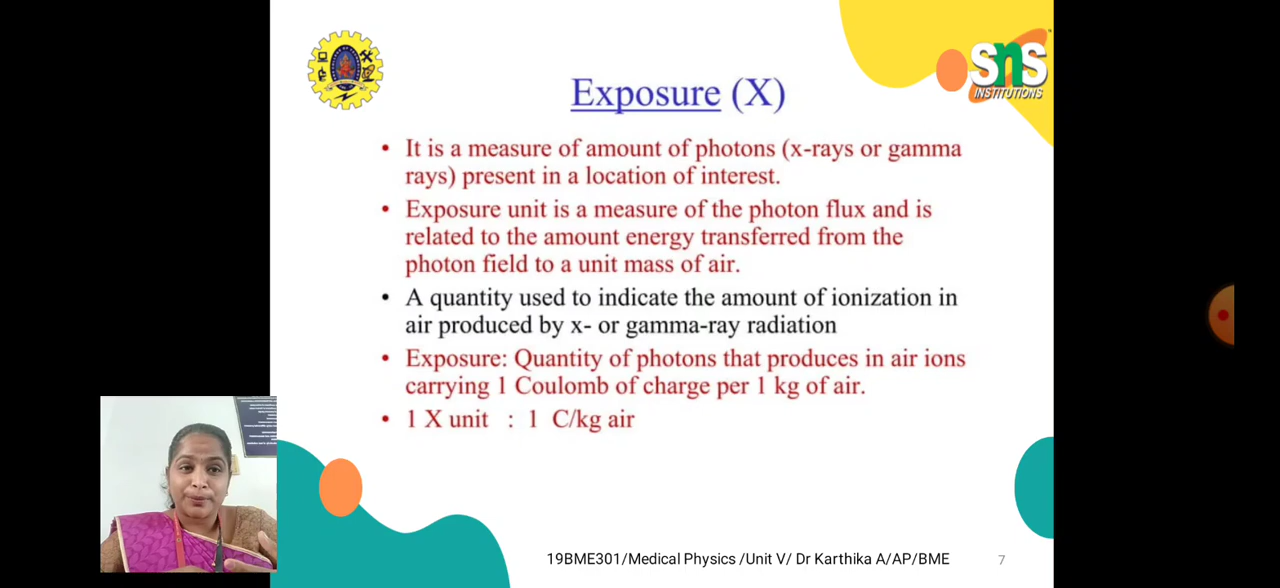 SNS
INSTITUTIONS
Exposure (X)
• It is a measure of amount of photons (x-rays or gamma
rays) present in a location of interest.
• Exposure unit is a measure of the photon flux and is
related to the amount energy transferred from the
photon field to a unit mass of air.
• A quantity used to indicate the amount of ionization in
air produced by x- or gamma-ray radiation
• Exposure: Quantity of photons that produces in air ions
carrying 1 Coulomb of charge per 1 kg of air.
• 1 X unit : 1 C/kg air
19BME301/Medical Physics /Unit V/ Dr Karthika A/AP/BME
7